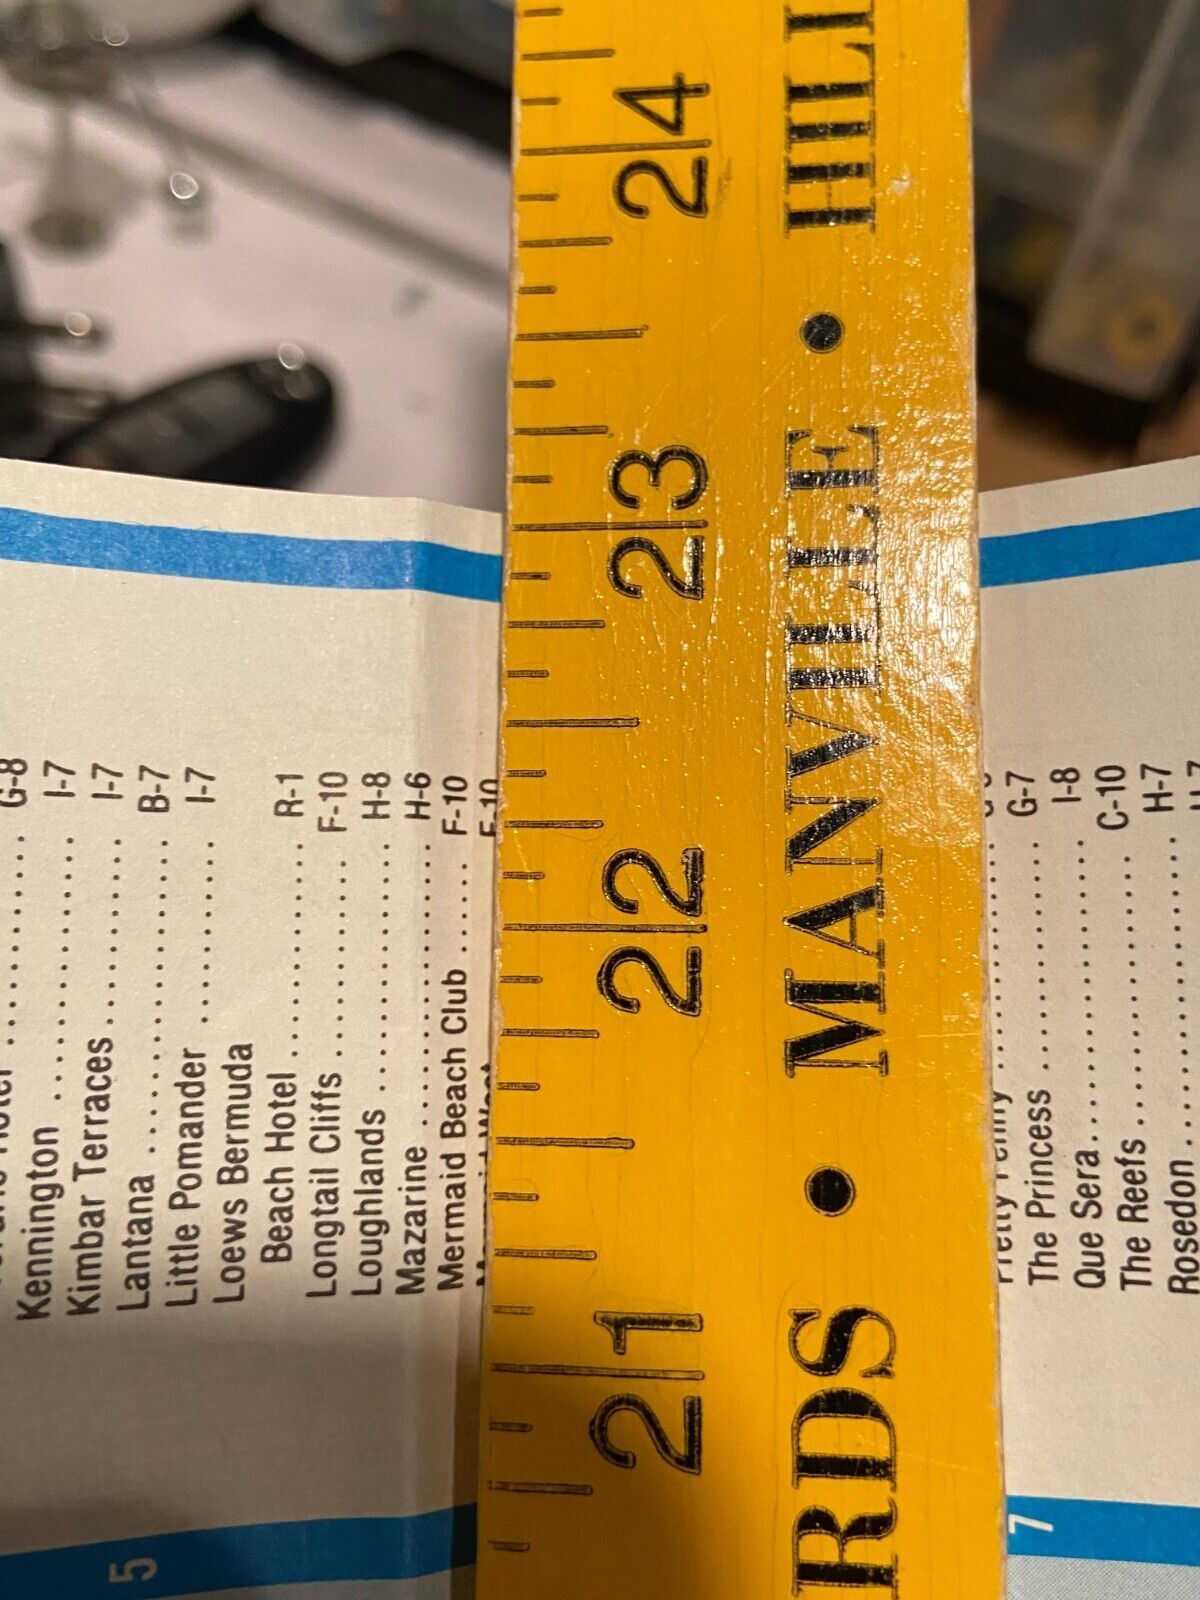 G-8
Kennington .......... I-7
Kimbar Terraces .......... I-7
Lantana .......... B-7
Little Pomander .......... I-7
Loews Bermuda
Beach Hotel .......... R-1
Longtail Cliffs .......... F-10
Loughlands .......... H-8
Mazarine .......... H-6
Mermaid Beach Club ...... F-10
5
21
22
23
24
RDS • MANVILLE • HILL
The Princess .......... G-7
Que Sera .......... I-8
The Reefs .......... C-10
Rosedon .......... H-7
7